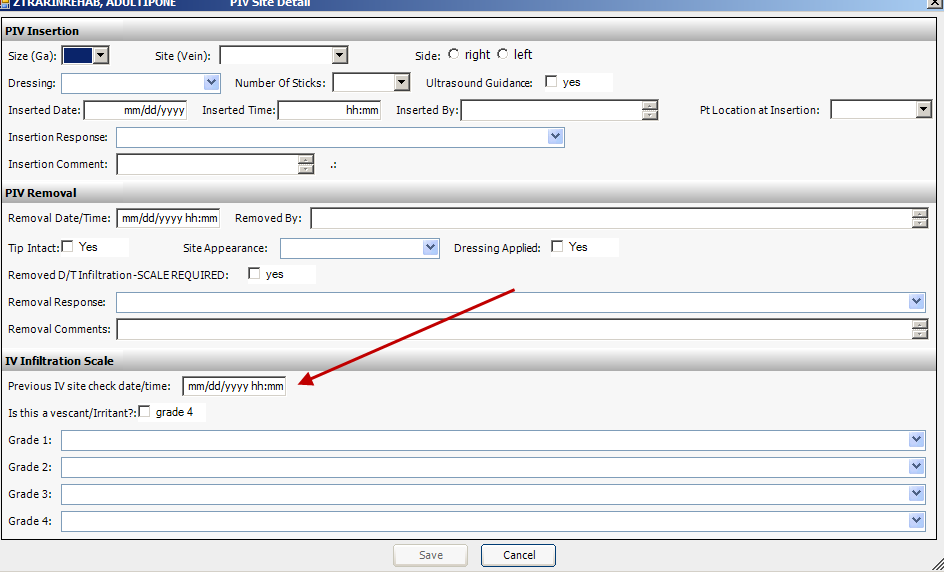 ZTRARINREHAB, ADULTIPONE PIV Site Detail
PIV Insertion
Size (Ga): Site (Vein): Side: right left
Dressing: Number Of Sticks: Ultrasound Guidance: yes
Inserted Date: mm/dd/yyyy Inserted Time: hh:mm Inserted By: Pt Location at Insertion:
Insertion Response:
Insertion Comment: .:
PIV Removal
Removal Date/Time: mm/dd/yyyy hh:mm Removed By:
Tip Intact: Yes Site Appearance: Dressing Applied: Yes
Removed D/T Infiltration-SCALE REQUIRED: yes
Removal Response:
Removal Comments:
IV Infiltration Scale
Previous IV site check date/time: mm/dd/yyyy hh:mm
Is this a vescant/Irritant?: grade 4
Grade 1:
Grade 2:
Grade 3:
Grade 4:
Save Cancel